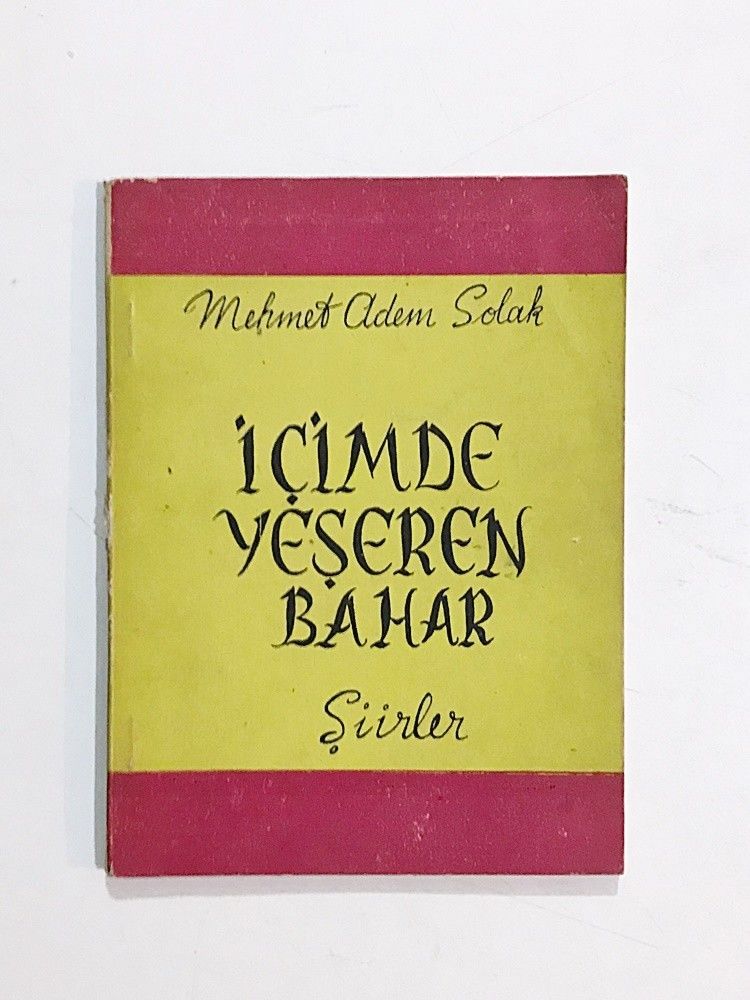 Mehmet Adem Solak
İÇİMDE
YEŞEREN
BAHAR
Şiirler